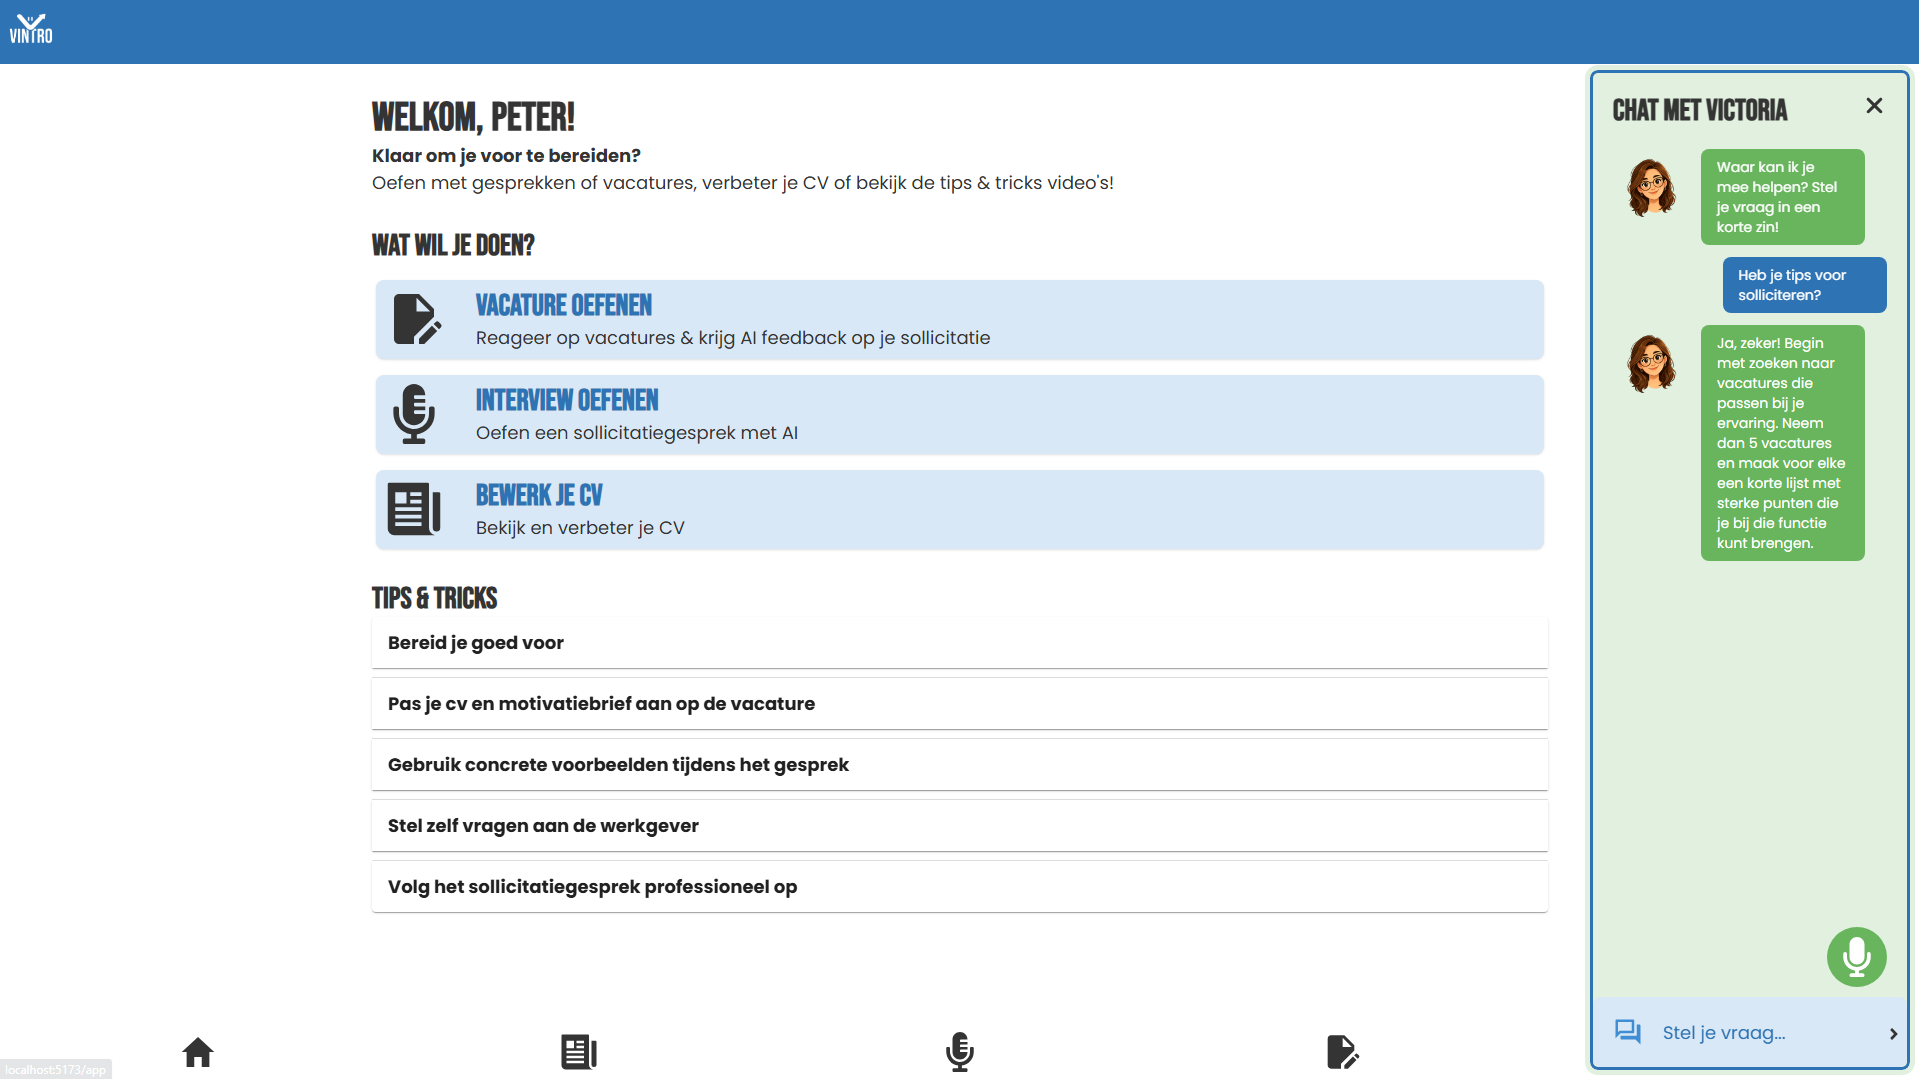 VINTRO
WELKOM, PETER!
Klaar om je voor te bereiden?
Oefen met gesprekken of vacatures, verbeter je CV of bekijk de tips & tricks video's!
WAT WIL JE DOEN?
VACATURE OEFENEN
Reageer op vacatures & krijg AI feedback op je sollicitatie
INTERVIEW OEFENEN
Oefen een sollicitatiegesprek met AI
BEWERK JE CV
Bekijk en verbeter je CV
TIPS & TRICKS
Bereid je goed voor
Pas je cv en motivatiebrief aan op de vacature
Gebruik concrete voorbeelden tijdens het gesprek
Stel zelf vragen aan de werkgever
Volg het sollicitatiegesprek professioneel op
CHAT MET VICTORIA
Waar kan ik je
mee helpen? Stel
je vraag in een
korte zin!
Heb je tips voor
solliciteren?
Ja, zeker! Begin
met zoeken naar
vacatures die
passen bij je
ervaring. Neem
dan 5 vacatures
en maak voor elke
een korte lijst met
sterke punten die
je bij die functie
kunt brengen.
Stel je vraag...
localhost:5173/app